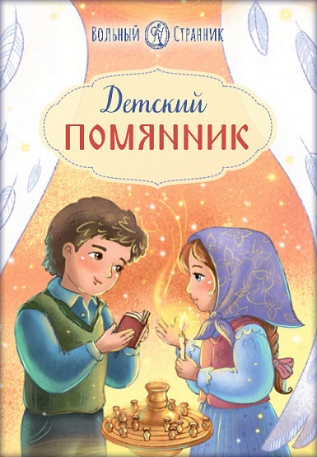 Вольный Странник
Детский
ПОМЯННИК